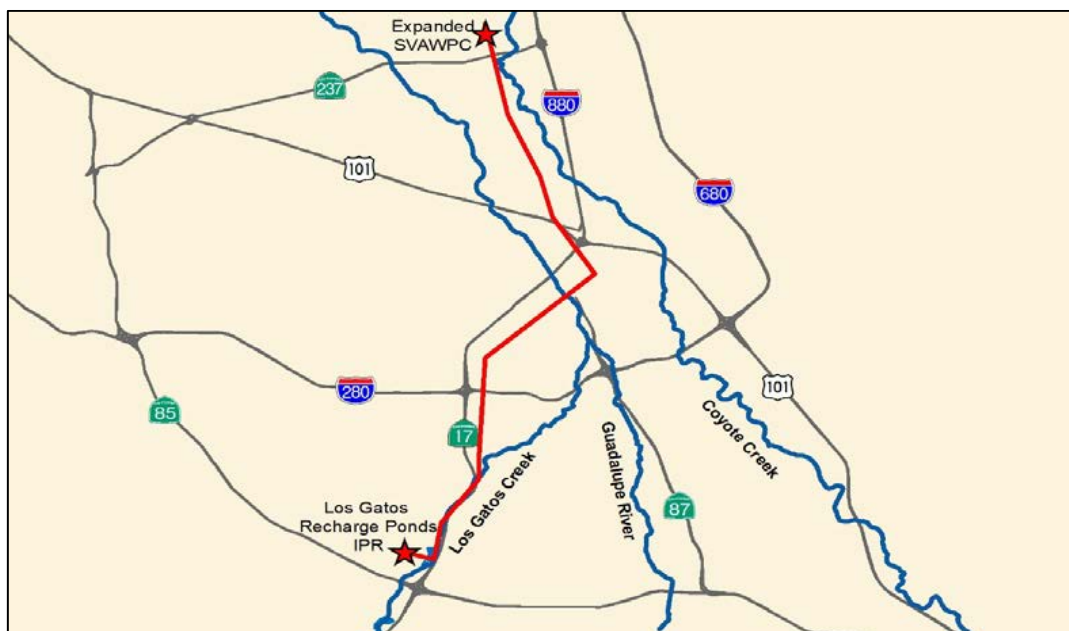 Expanded
SVAWPC
237
880
101
680
280
85
17
101
Coyote Creek
Guadalupe River
Los Gatos Creek
87
Los Gatos
Recharge Ponds
IPR